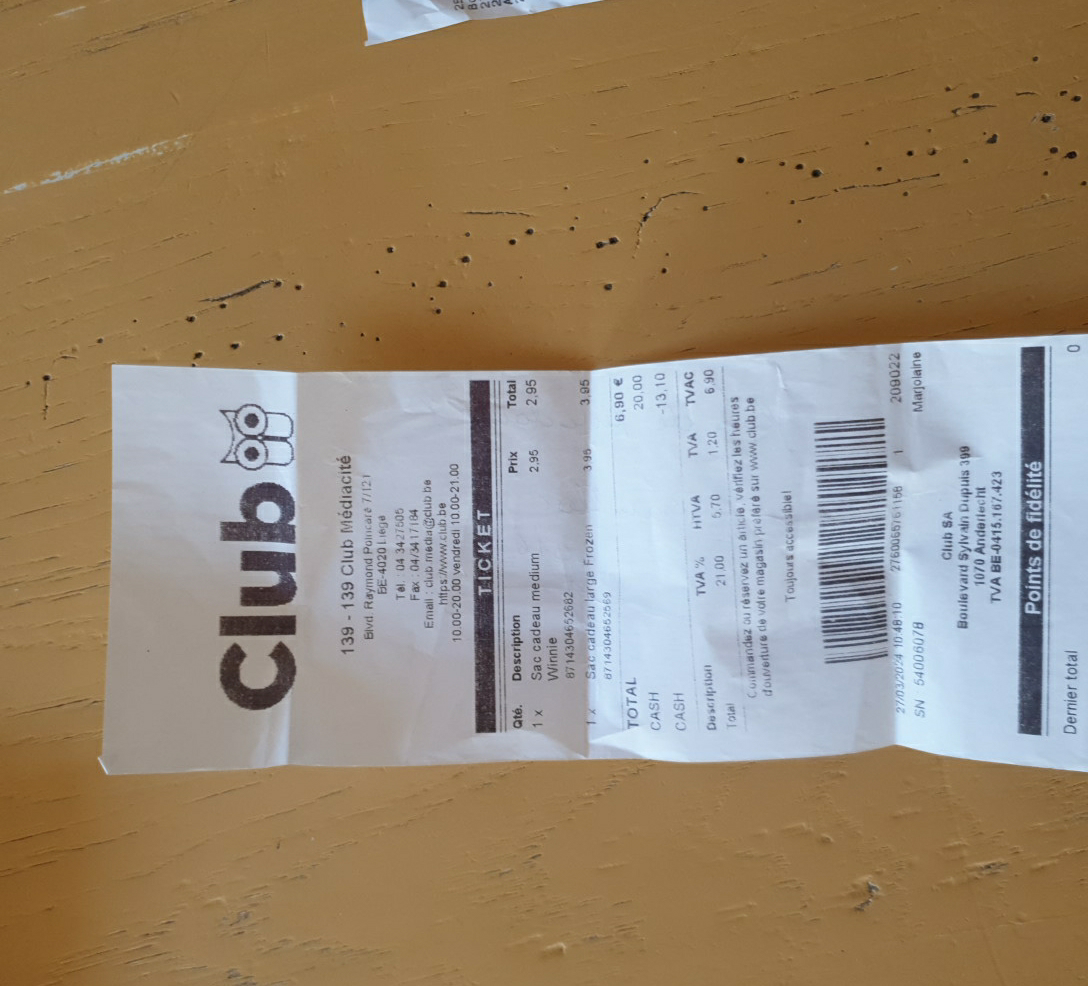 Club
139 - 139 Club Médiacité
Blvd. Raymond Poincaré 7/12.1
BE-4020 Liège
Tél. : 04 3427505
Fax : 04/3417184
Email : club.media@club.be
https://www.club.be
10.00-20.00 vendredi 10.00-21.00
TICKET
Qté. Description Prix Total
1 x Sac cadeau medium 2,95 2,95
Winnie
8714304652682
1 x Sac cadeau large Frozen 3,95 3,95
8714304652569
TOTAL 6,90 €
CASH 20,00
CASH -13,10
Description TVA % HTVA TVA TVAC
Total 21.00 5,70 1,20 6,90
Commandez ou réservez un article, vérifiez les heures
d'ouverture de votre magasin préféré sur www.club.be
Toujours accessible!
27/03/2024 10:48:10 1 209022
SN : 54006078 Marjolaine
Club SA
Boulevard Sylvain Dupuis 399
1070 Anderlecht
TVA BE-0415.167.423
Points de fidélité
Dernier total 0